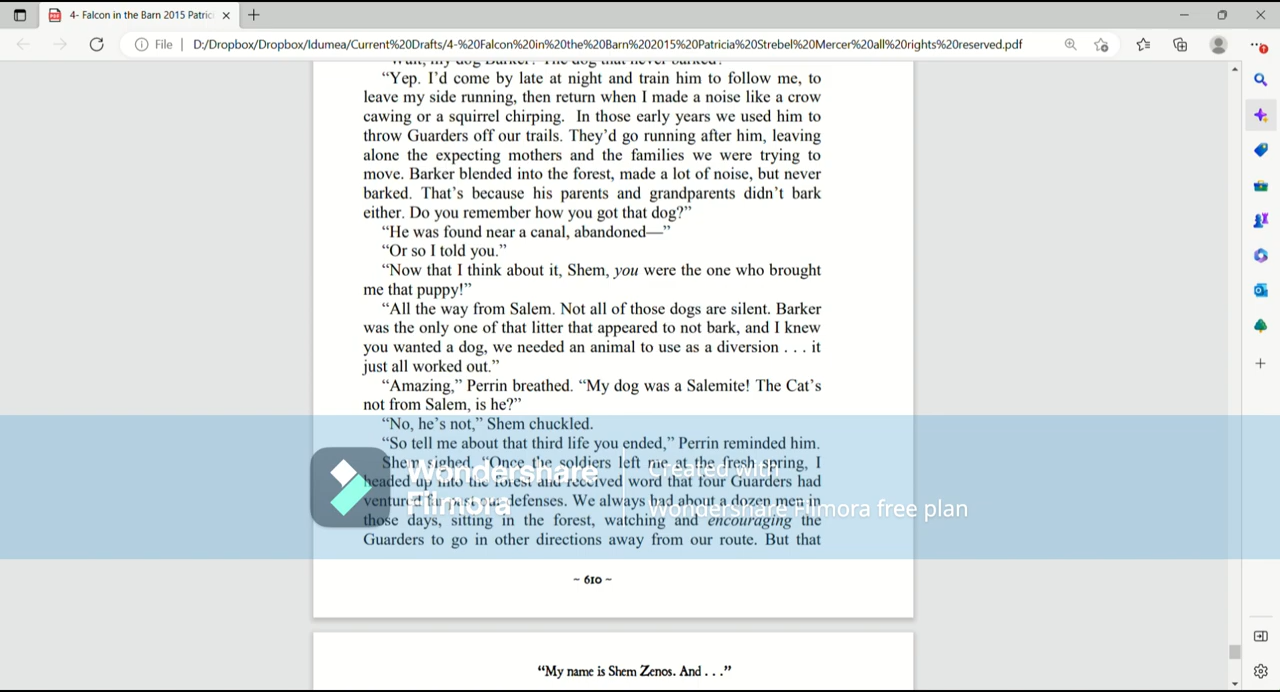 4- Falcon in the Barn 2015 Patric
File | D:/Dropbox/Dropbox/Idumea/Current%20Drafts/4-%20Falcon%20in%20the%20Barn%202015%20Patricia%20Strebel%20Mercer%20all%20rights%20reserved.pdf
“Wait, my dog Barker? The dog that never barked?”
“Yep. I’d come by late at night and train him to follow me, to
leave my side running, then return when I made a noise like a crow
cawing or a squirrel chirping. In those early years we used him to
throw Guarders off our trails. They’d go running after him, leaving
alone the expecting mothers and the families we were trying to
move. Barker blended into the forest, made a lot of noise, but never
barked. That’s because his parents and grandparents didn’t bark
either. Do you remember how you got that dog?”
“He was found near a canal, abandoned—”
“Or so I told you.”
“Now that I think about it, Shem, you were the one who brought
me that puppy!”
“All the way from Salem. Not all of those dogs are silent. Barker
was the only one of that litter that appeared to not bark, and I knew
you wanted a dog, we needed an animal to use as a diversion . . . it
just all worked out.”
“Amazing,” Perrin breathed. “My dog was a Salemite! The Cat’s
not from Salem, is he?”
“No, he’s not,” Shem chuckled.
“So tell me about that third life you ended,” Perrin reminded him.
Shem sighed. “Once the soldiers left me at the fresh spring, I
headed up into the forest and received word that four Guarders had
ventured defenses. We always had about a dozen men in
those days, sitting in the forest, watching and encouraging the
Guarders to go in other directions away from our route. But that
Wondershare
Filmora
Created with
Wondershare Filmora free plan
~ 610 ~
“My name is Shem Zenos. And . . .”